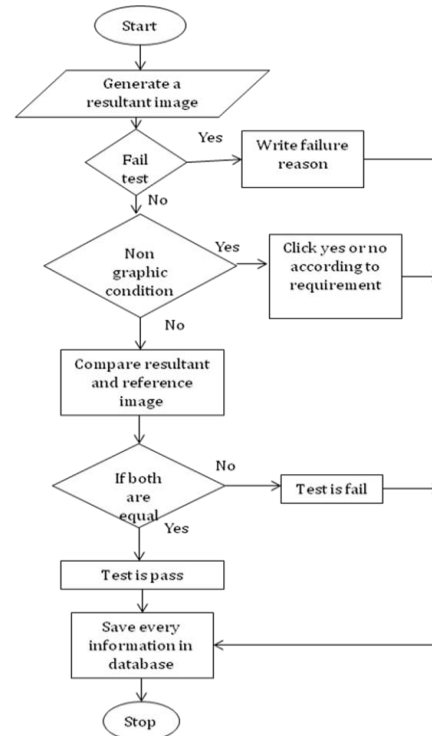 Start
Generate a
resultant image
Yes
Fail
test
Write failure
reason
No
Non
graphic
condition
Yes
Click yes or no
according to
requirement
No
Compare resultant
and reference
image
If both
are
equal
No
Test is fail
Yes
Test is pass
Save every
information in
database
Stop